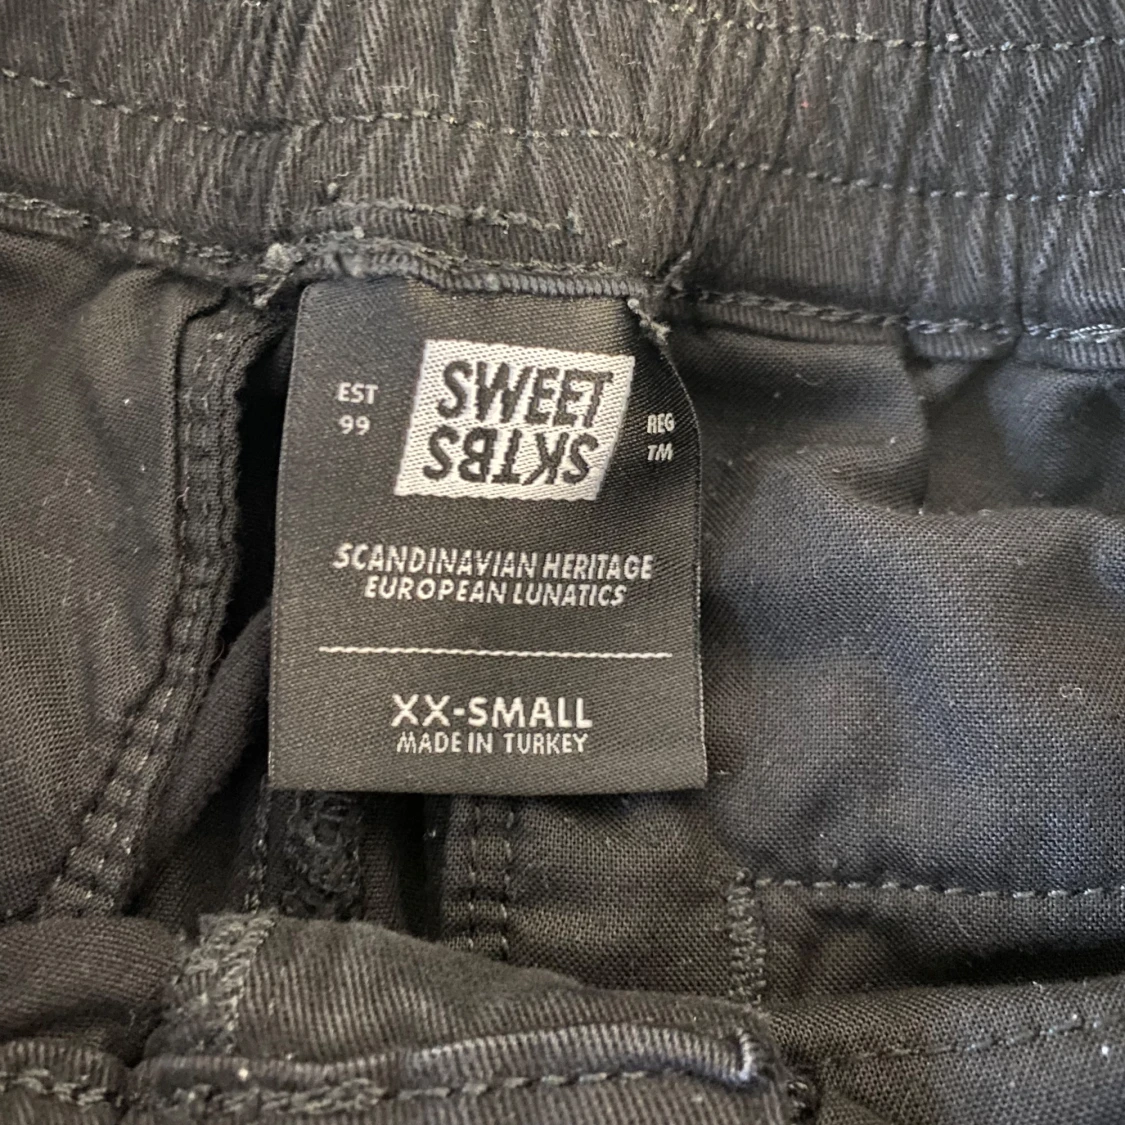 EST
99
SWEET
SKTBS
REG
TM
SCANDINAVIAN HERITAGE
EUROPEAN LUNATICS
XX-SMALL
MADE IN TURKEY